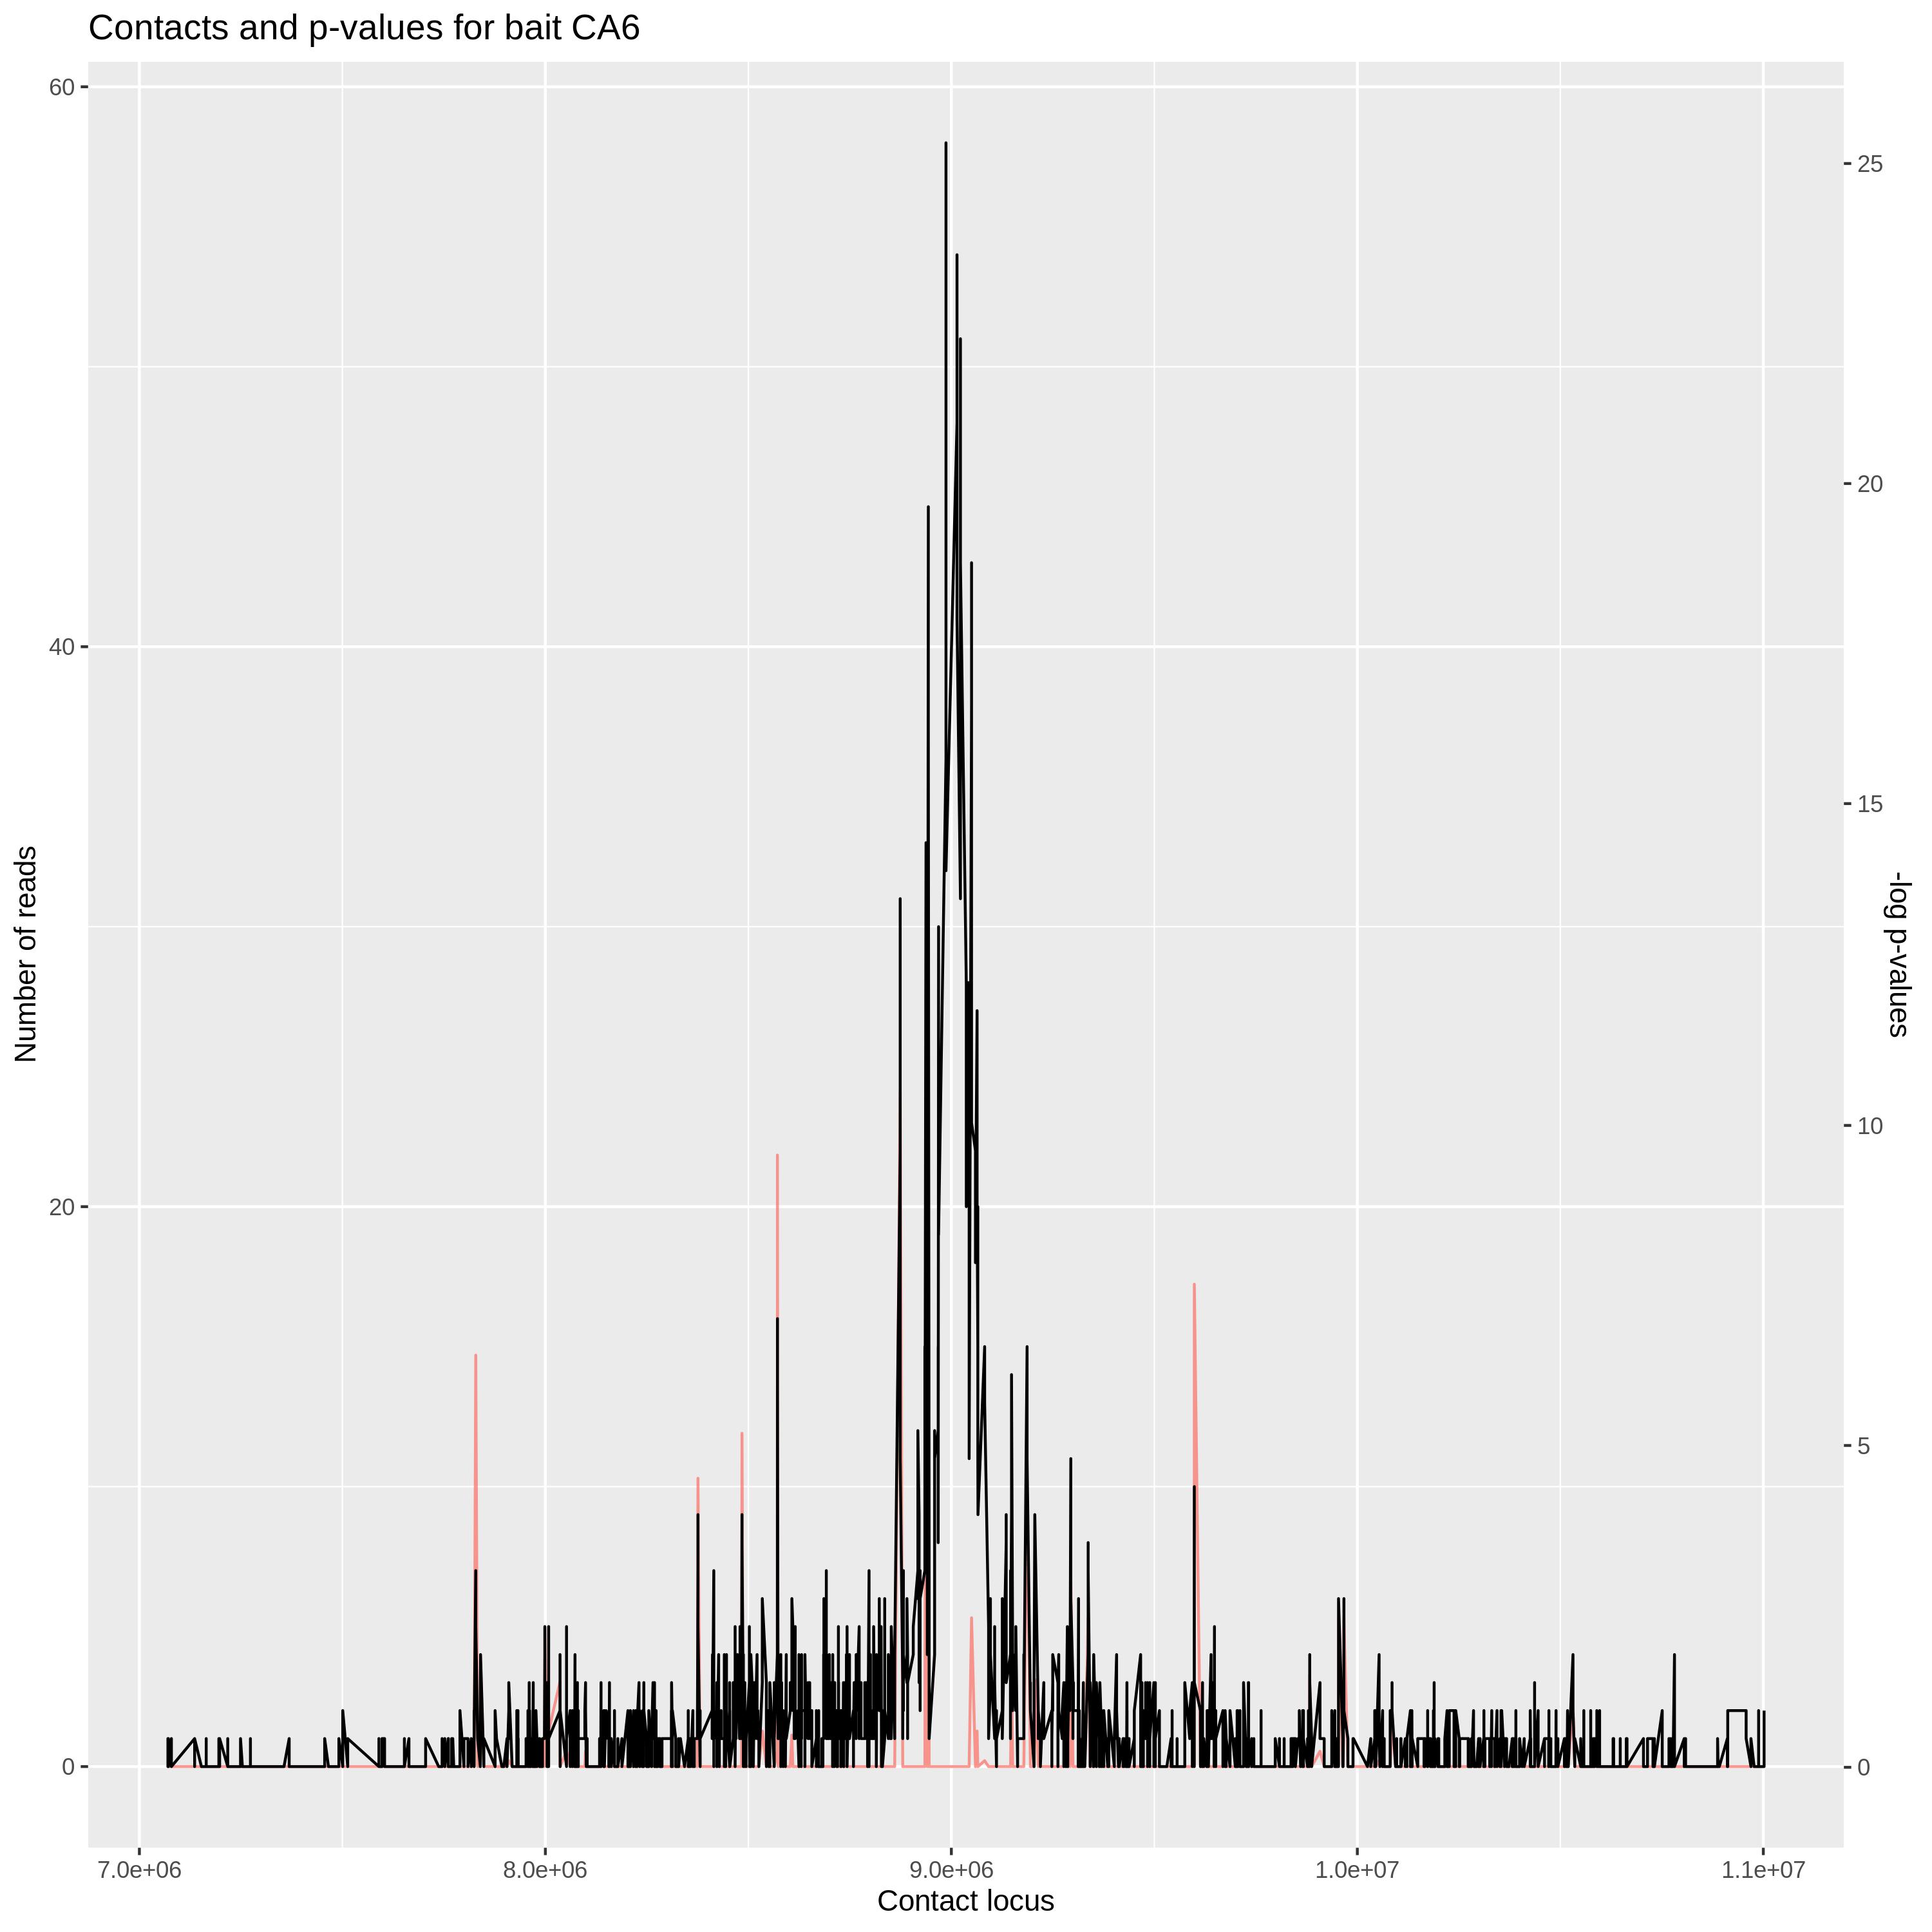 Contacts and p-values for bait CA6
60
40
20
0
Number of reads
25
20
15
10
5
0
-log p-values
7.0e+06
8.0e+06
9.0e+06
1.0e+07
1.1e+07
Contact locus